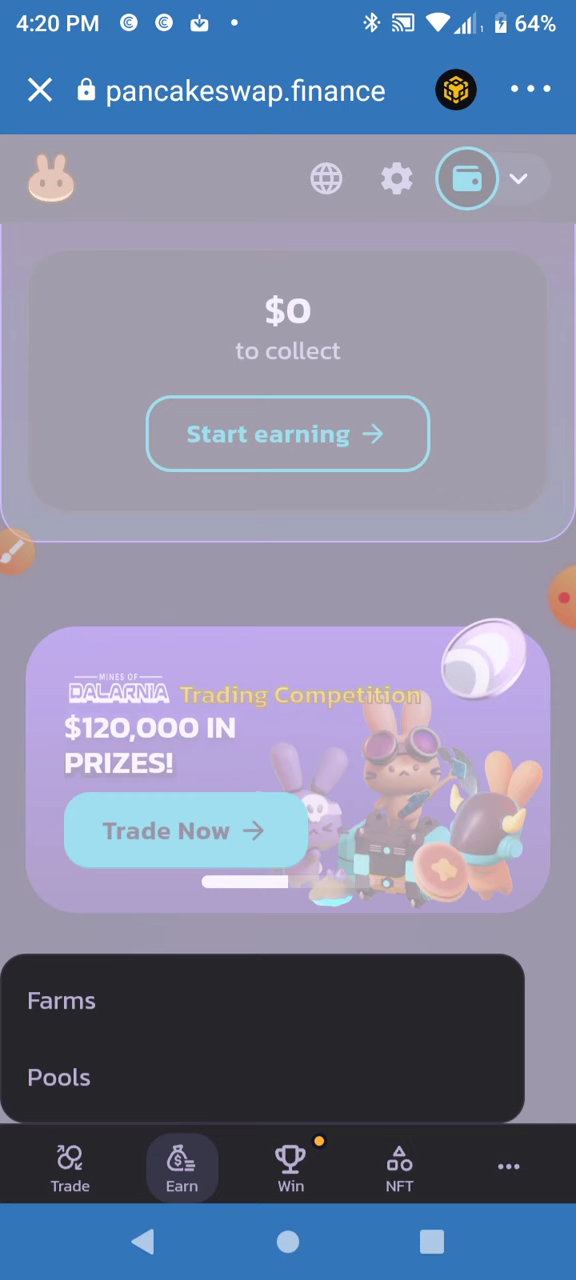 4:20 PM
64%
pancakeswap.finance
$0
to collect
Start earning
MINES OF
DALARNIA Trading Competition
$120,000 IN
PRIZES!
Trade Now
Farms
Pools
Trade Earn Win NFT